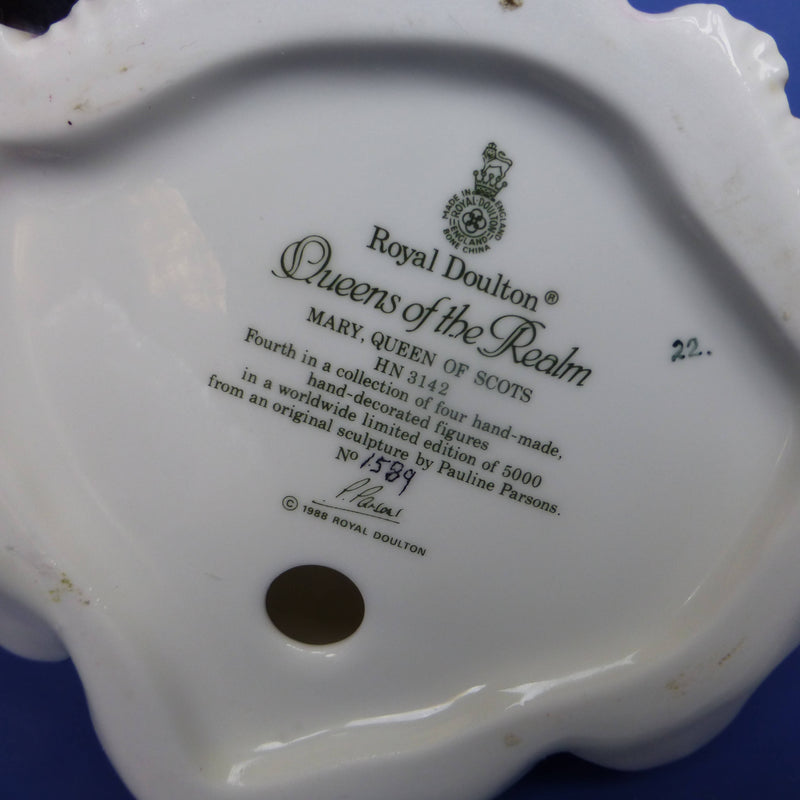 MADE IN ENGLAND
ROYAL DOULTON
ENGLAND
BONE CHINA
Royal Doulton ®
Queens of the Realm
MARY, QUEEN OF SCOTS
HN 3142
Fourth in a collection of four hand-made,
hand-decorated figures
in a worldwide limited edition of 5000
from an original sculpture by Pauline Parsons.
Nº 1589
P. Parsons
© 1988 ROYAL DOULTON
22.